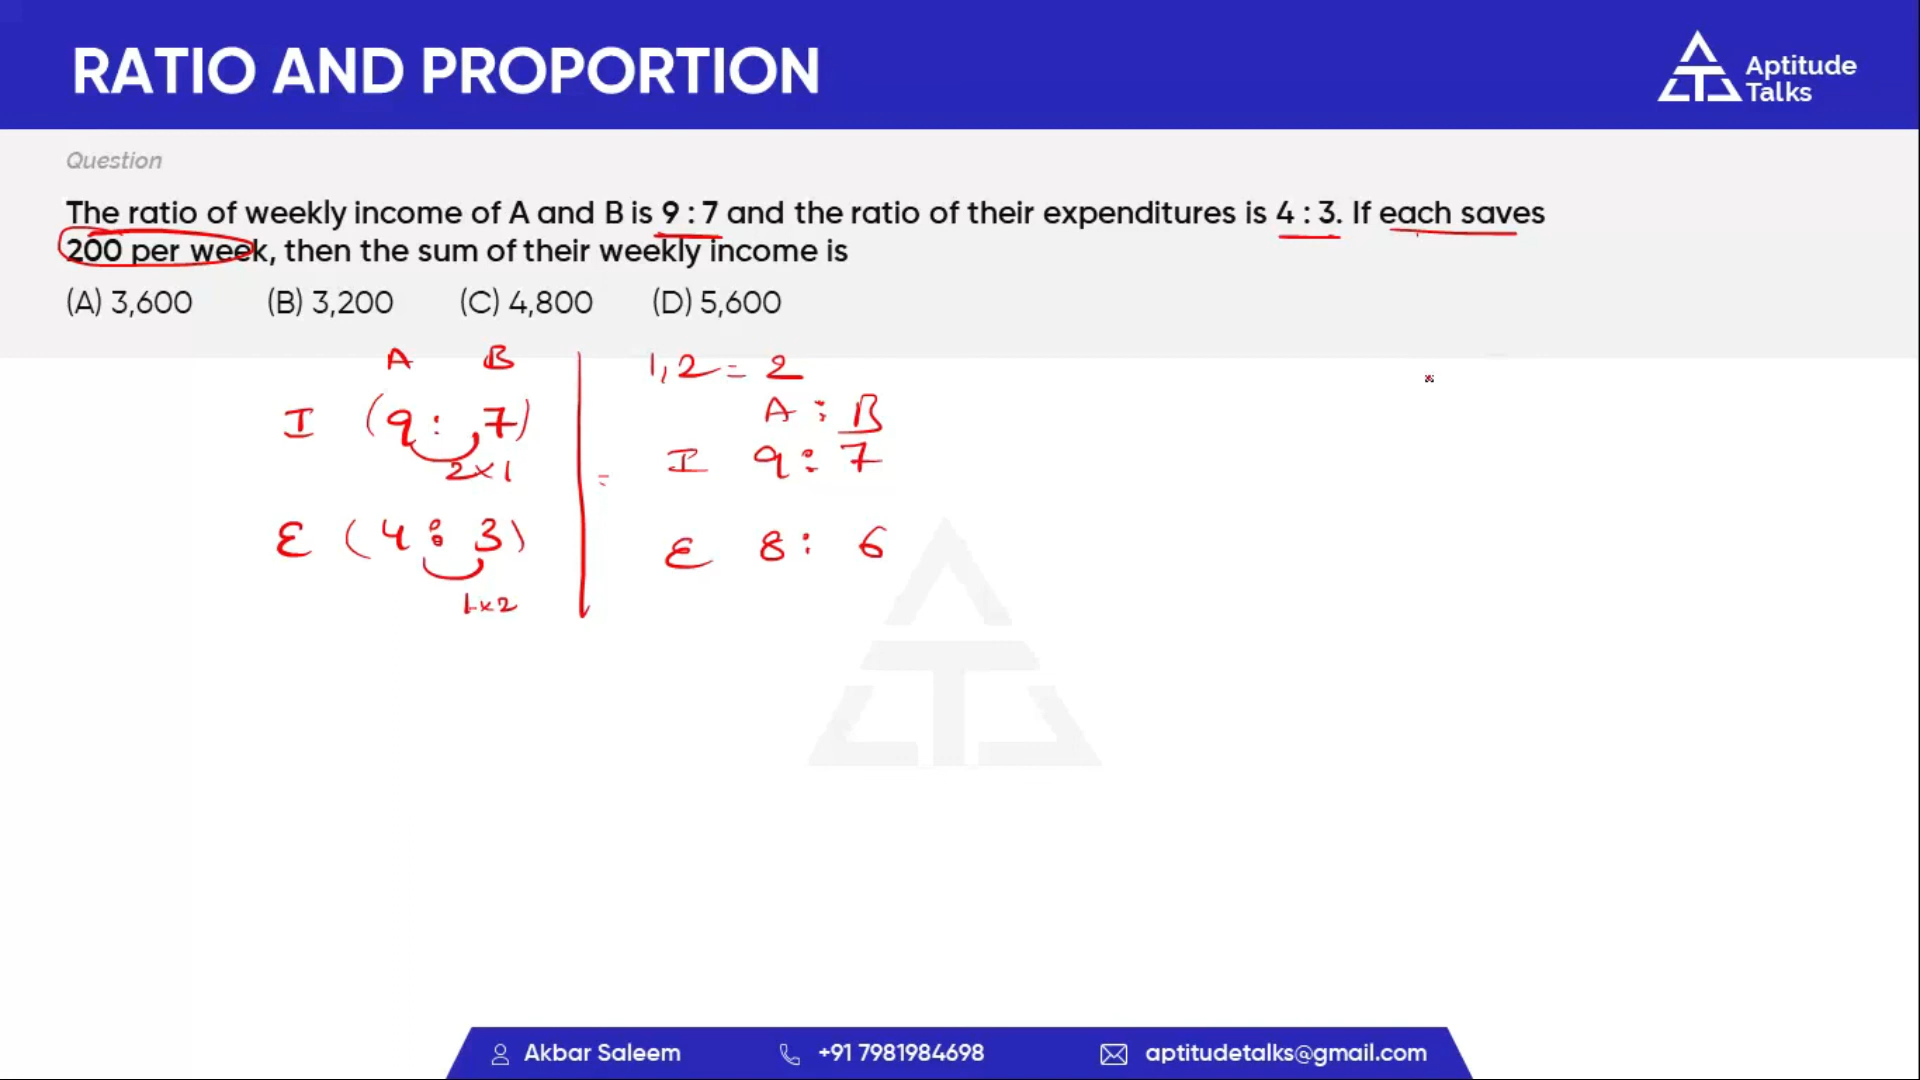 RATIO AND PROPORTION
Aptitude
Talks
Question
The ratio of weekly income of A and B is 9 : 7 and the ratio of their expenditures is 4 : 3. If each saves
200 per week, then the sum of their weekly income is
(A) 3,600 (B) 3,200 (C) 4,800 (D) 5,600
A B
I (9 : 7)
2×1
E (4 : 3)
1×2
1,2 = 2
A : B
=
I 9 : 7
E 8 : 6
Akbar Saleem +91 7981984698 aptitudetalks@gmail.com